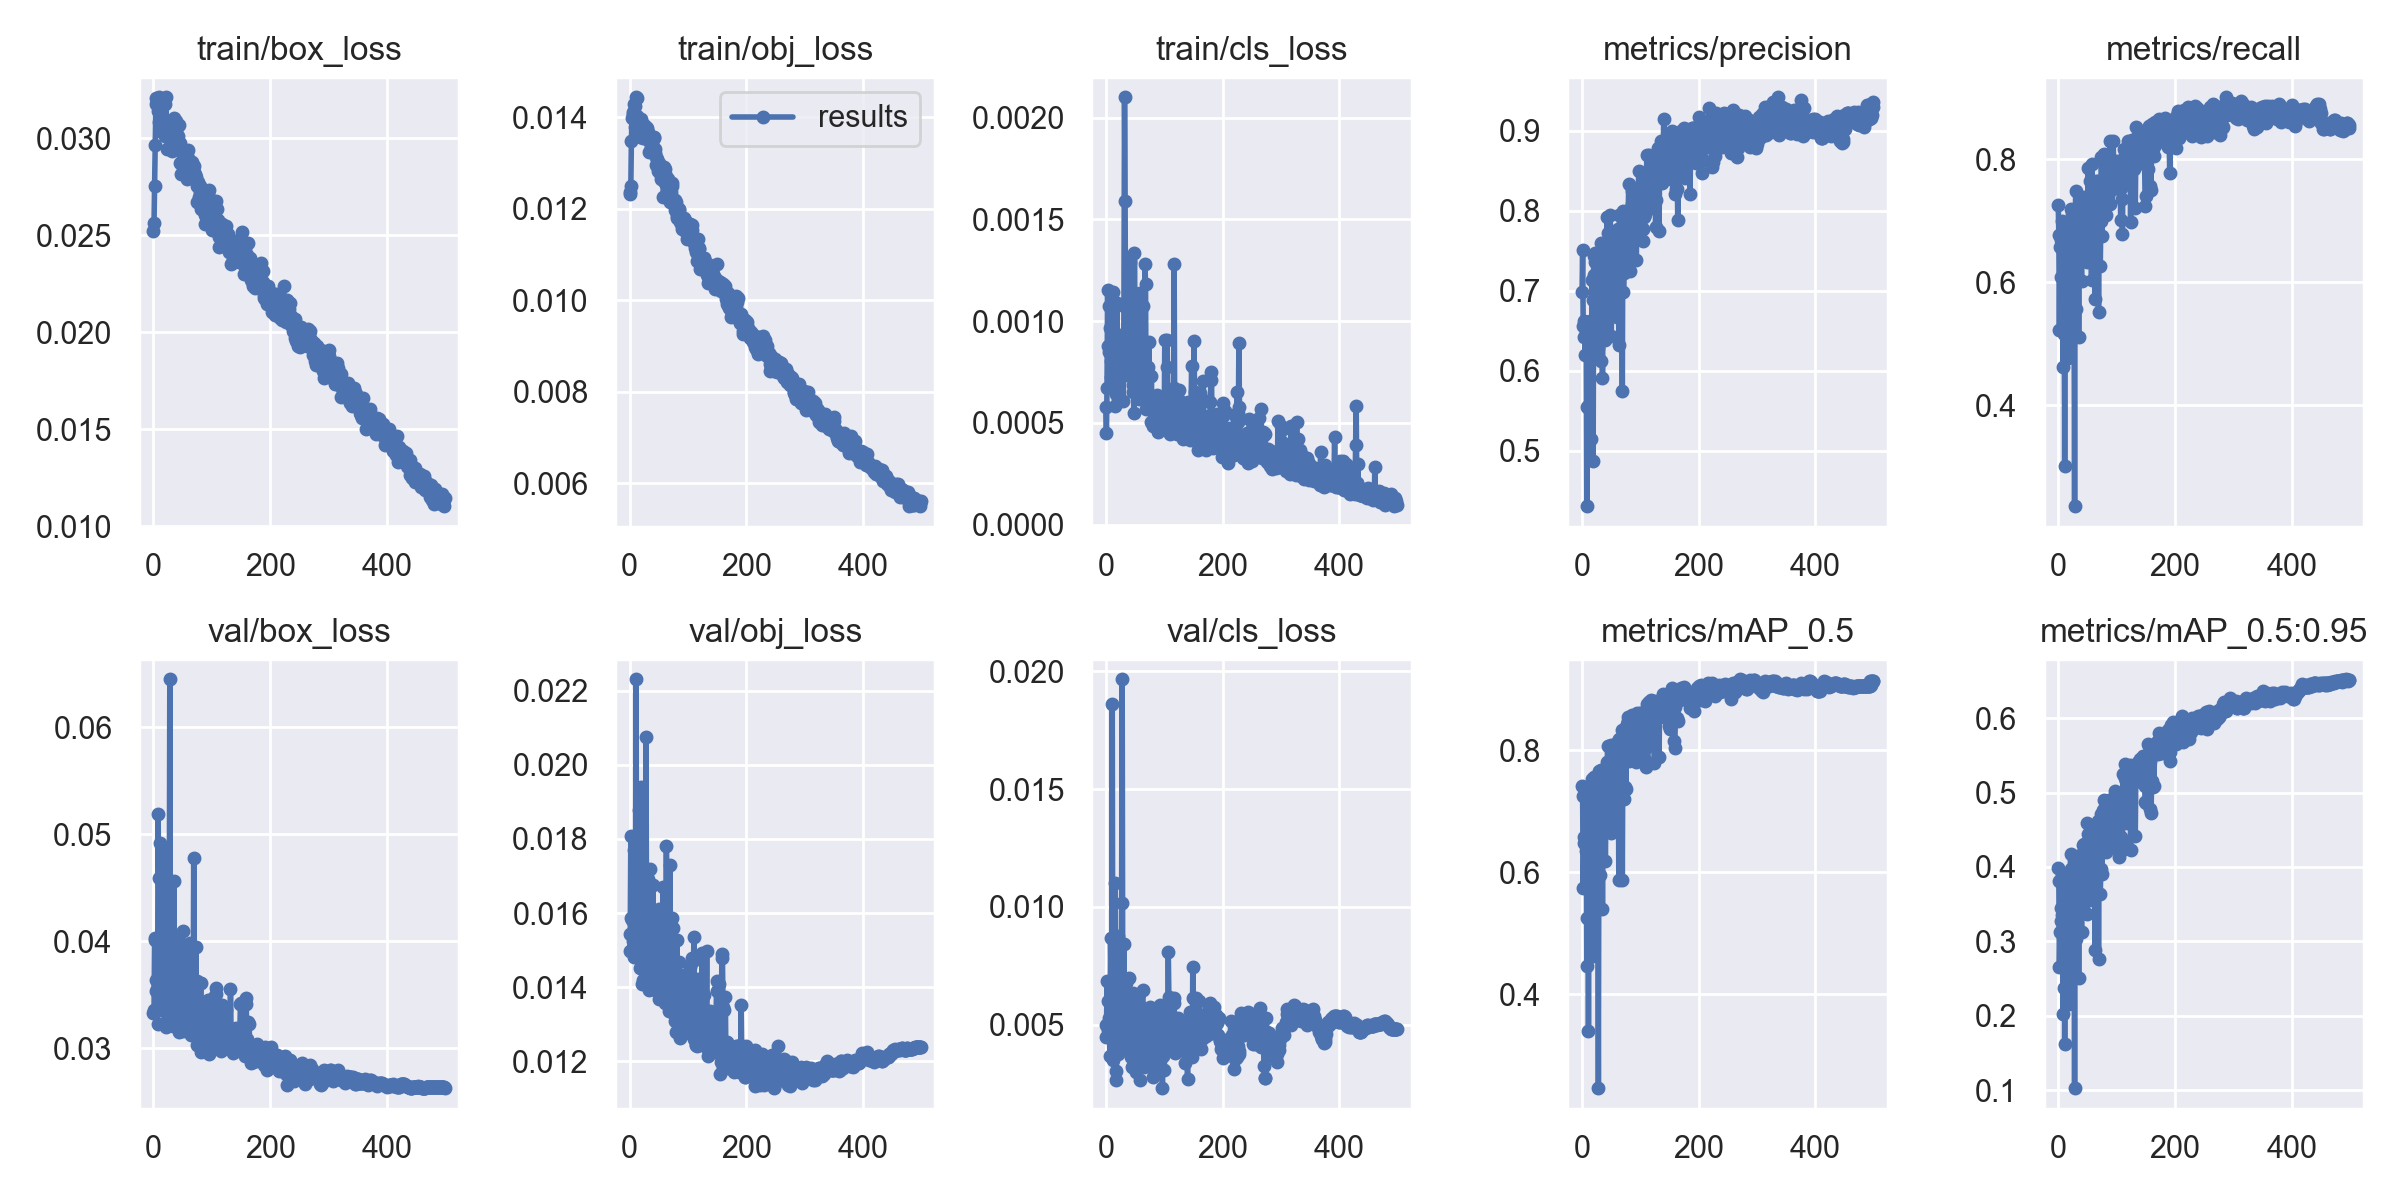 train/box_loss
train/obj_loss
train/cls_loss
metrics/precision
metrics/recall
0.030
0.025
0.020
0.015
0.010
0 200 400
results
0.014
0.012
0.010
0.008
0.006
0 200 400
0.0020
0.0015
0.0010
0.0005
0.0000
0 200 400
0.9
0.8
0.7
0.6
0.5
0 200 400
0.8
0.6
0.4
0 200 400
val/box_loss
val/obj_loss
val/cls_loss
metrics/mAP_0.5
metrics/mAP_0.5:0.95
0.06
0.05
0.04
0.03
0 200 400
0.022
0.020
0.018
0.016
0.014
0.012
0 200 400
0.020
0.015
0.010
0.005
0 200 400
0.8
0.6
0.4
0 200 400
0.6
0.5
0.4
0.3
0.2
0.1
0 200 400